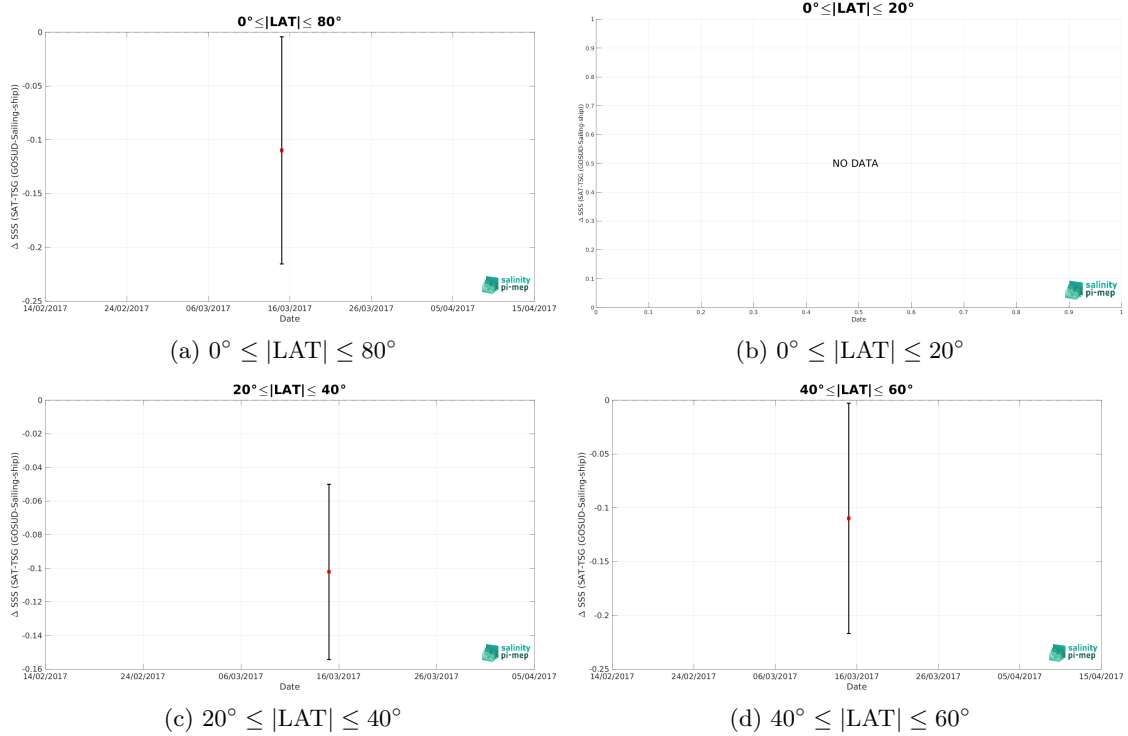 0°≤|LAT|≤ 80°
Δ SSS (SAT-TSG (GOSUD-Sailing-ship))
0
-0.05
-0.1
-0.15
-0.2
-0.25
14/02/2017 24/02/2017 06/03/2017 16/03/2017 26/03/2017 05/04/2017 15/04/2017
Date
salinity
pi-mep
(a) 0° ≤ |LAT| ≤ 80°
0°≤|LAT|≤ 20°
Δ SSS (SAT-TSG (GOSUD-Sailing-ship))
1
0.9
0.8
0.7
0.6
0.5
0.4
0.3
0.2
0.1
0
NO DATA
0 0.1 0.2 0.3 0.4 0.5 0.6 0.7 0.8 0.9 1
Date
salinity
pi-mep
(b) 0° ≤ |LAT| ≤ 20°
20°≤|LAT|≤ 40°
Δ SSS (SAT-TSG (GOSUD-Sailing-ship))
0
-0.02
-0.04
-0.06
-0.08
-0.1
-0.12
-0.14
-0.16
14/02/2017 24/02/2017 06/03/2017 16/03/2017 26/03/2017 05/04/2017
Date
salinity
pi-mep
(c) 20° ≤ |LAT| ≤ 40°
40°≤|LAT|≤ 60°
Δ SSS (SAT-TSG (GOSUD-Sailing-ship))
0
-0.05
-0.1
-0.15
-0.2
-0.25
14/02/2017 24/02/2017 06/03/2017 16/03/2017 26/03/2017 05/04/2017 15/04/2017
Date
salinity
pi-mep
(d) 40° ≤ |LAT| ≤ 60°